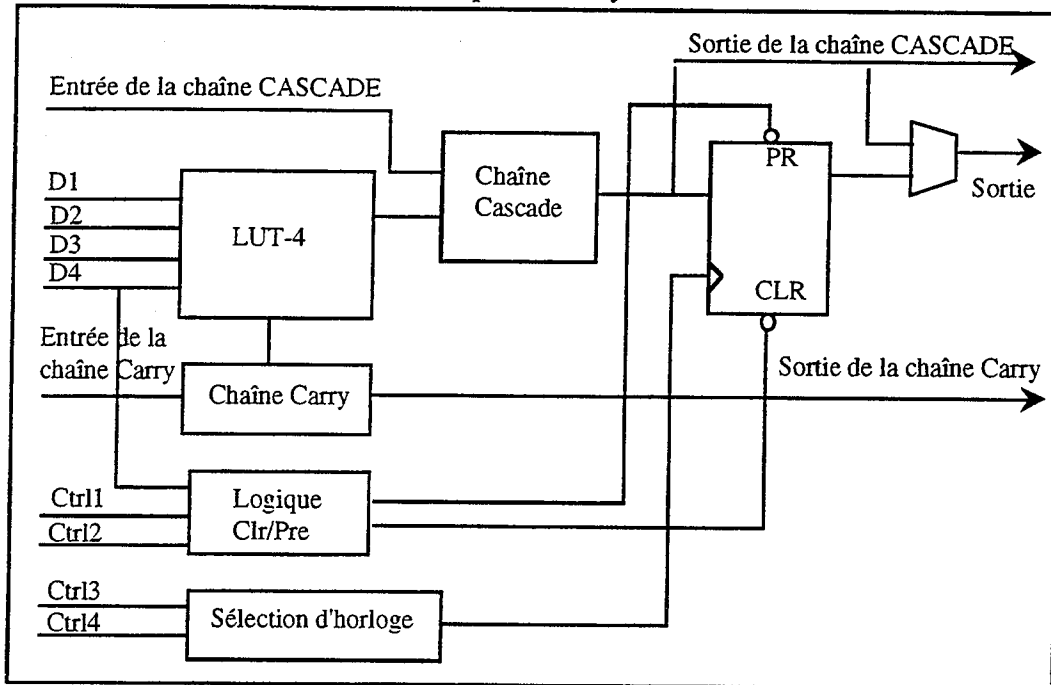 Sortie de la chaîne CASCADE
Entrée de la chaîne CASCADE
PR
Chaîne
Cascade
Sortie
D1
D2
D3
D4
LUT-4
CLR
Entrée de la
chaîne Carry
Chaîne Carry
Sortie de la chaîne Carry
Ctrl1
Ctrl2
Logique
Clr/Pre
Ctrl3
Ctrl4
Sélection d'horloge